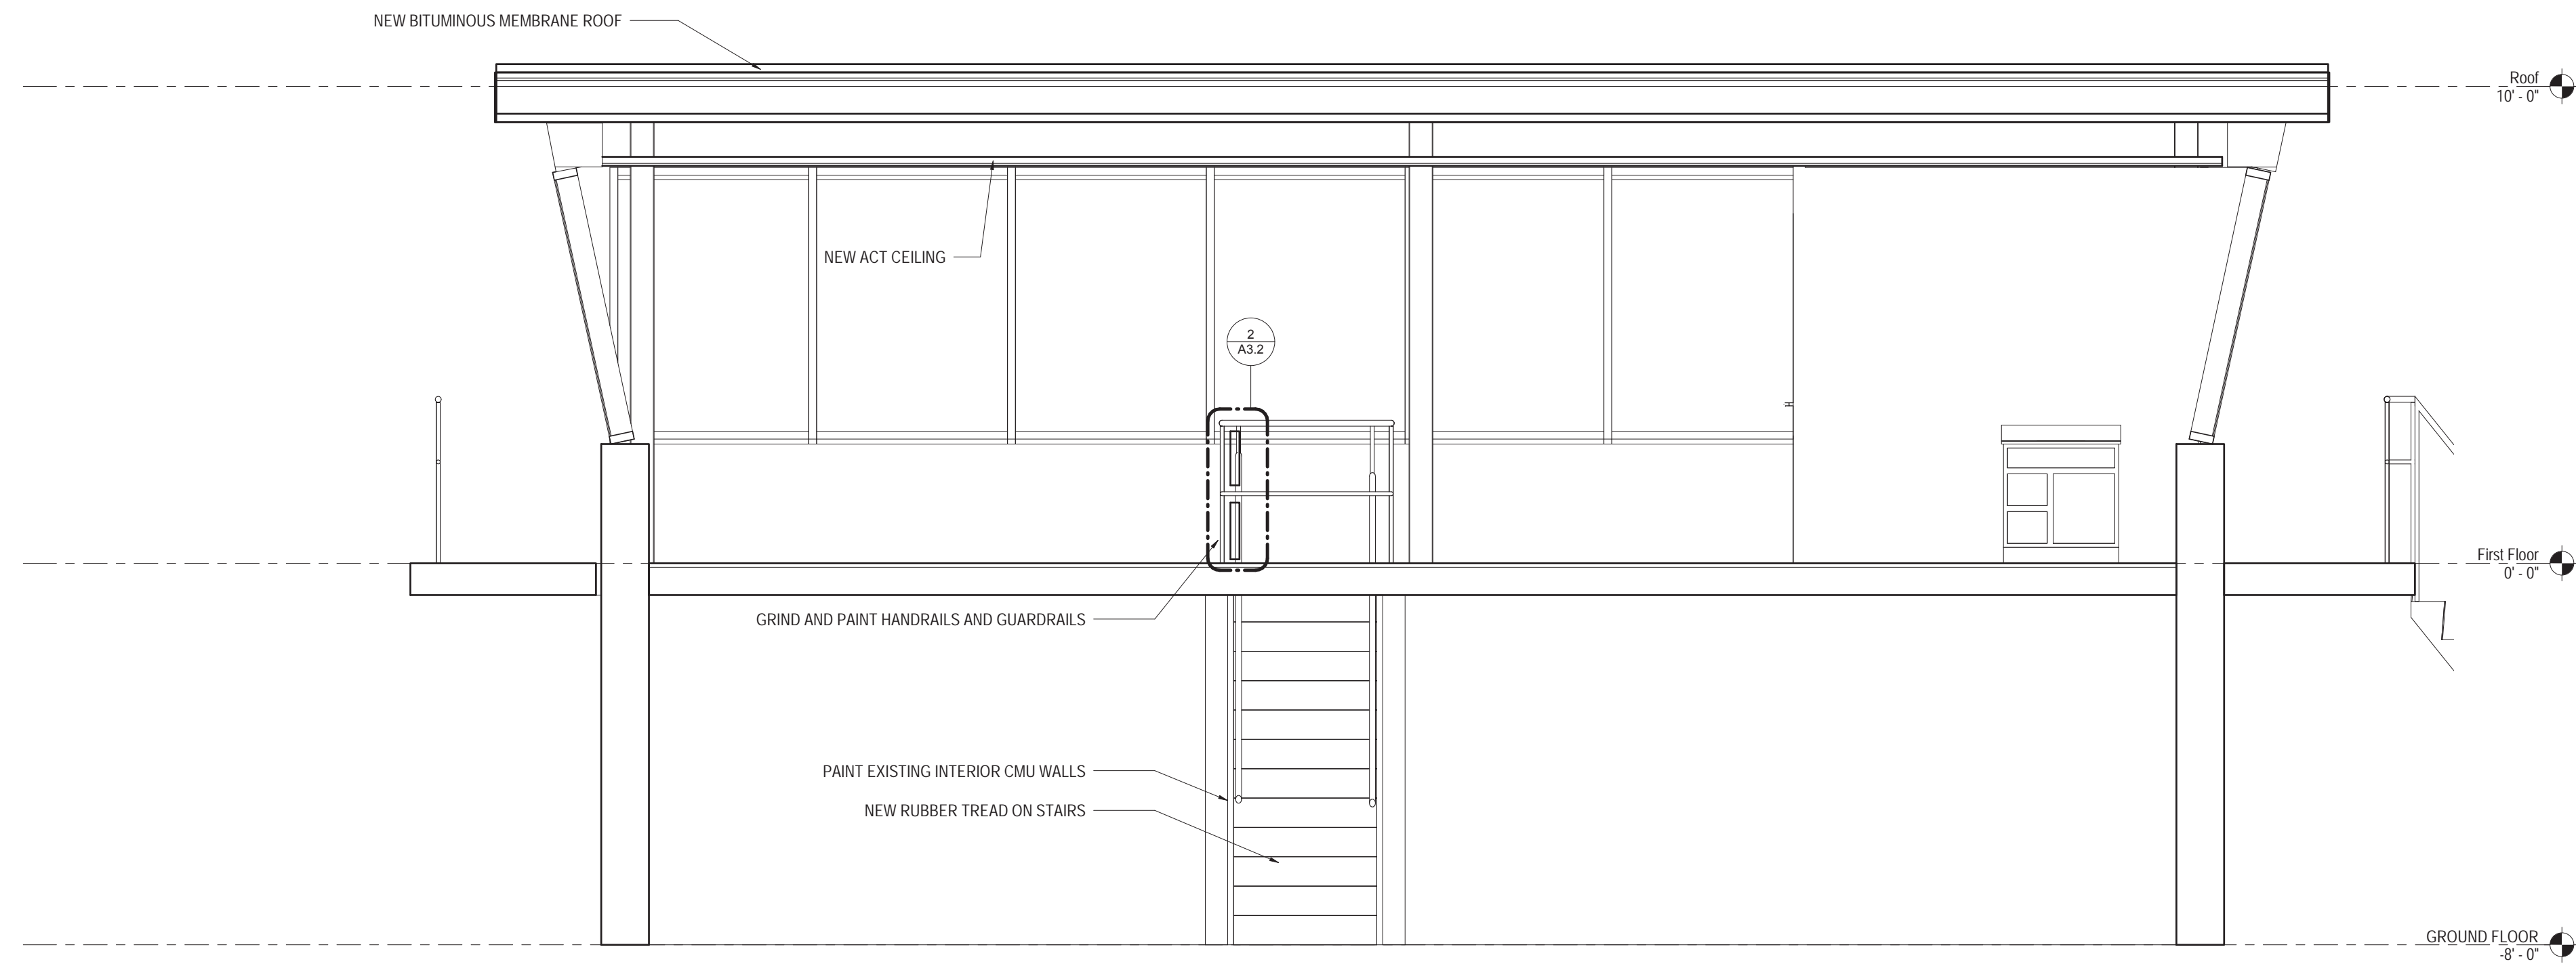 NEW BITUMINOUS MEMBRANE ROOF
Roof
10' - 0"
NEW ACT CEILING
2
A3.2
First Floor
0' - 0"
GRIND AND PAINT HANDRAILS AND GUARDRAILS
PAINT EXISTING INTERIOR CMU WALLS
NEW RUBBER TREAD ON STAIRS
GROUND FLOOR
-8' - 0"